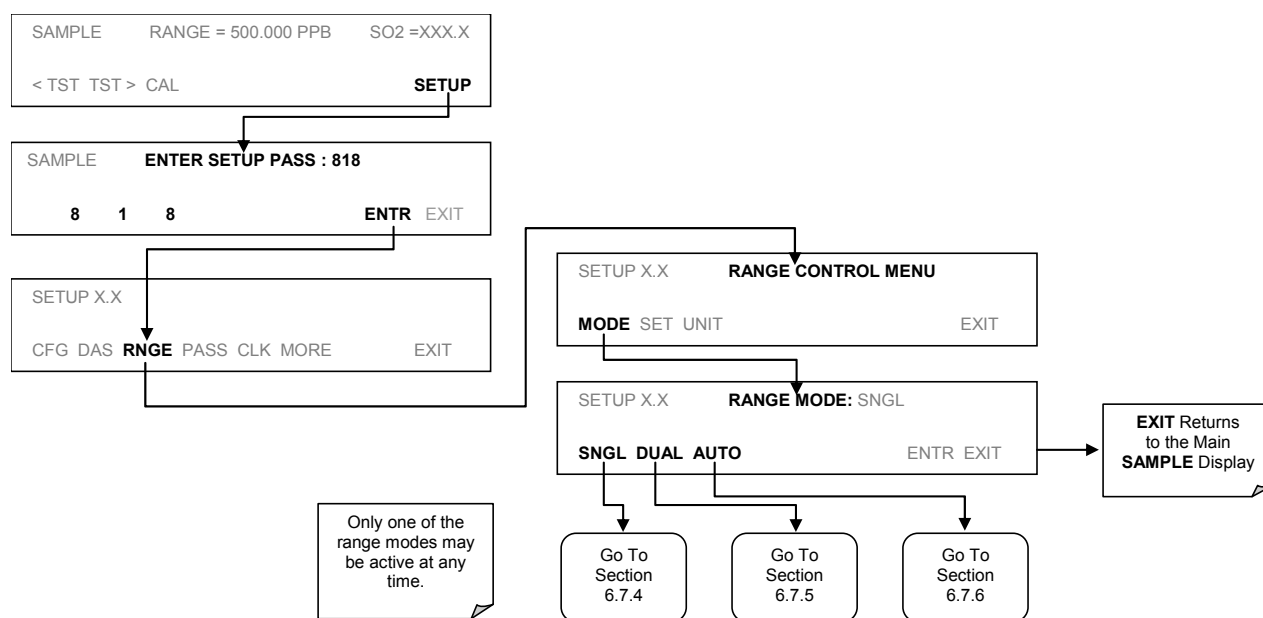 SAMPLE RANGE = 500.000 PPB SO2 =XXX.X
< TST TST > CAL SETUP
SAMPLE ENTER SETUP PASS : 818
8 1 8 ENTR EXIT
SETUP X.X
CFG DAS RNGE PASS CLK MORE EXIT
SETUP X.X RANGE CONTROL MENU
MODE SET UNIT EXIT
SETUP X.X RANGE MODE: SNGL
SNGL DUAL AUTO ENTR EXIT
EXIT Returns
to the Main
SAMPLE Display
Only one of the
range modes may
be active at any
time.
Go To
Section
6.7.4
Go To
Section
6.7.5
Go To
Section
6.7.6